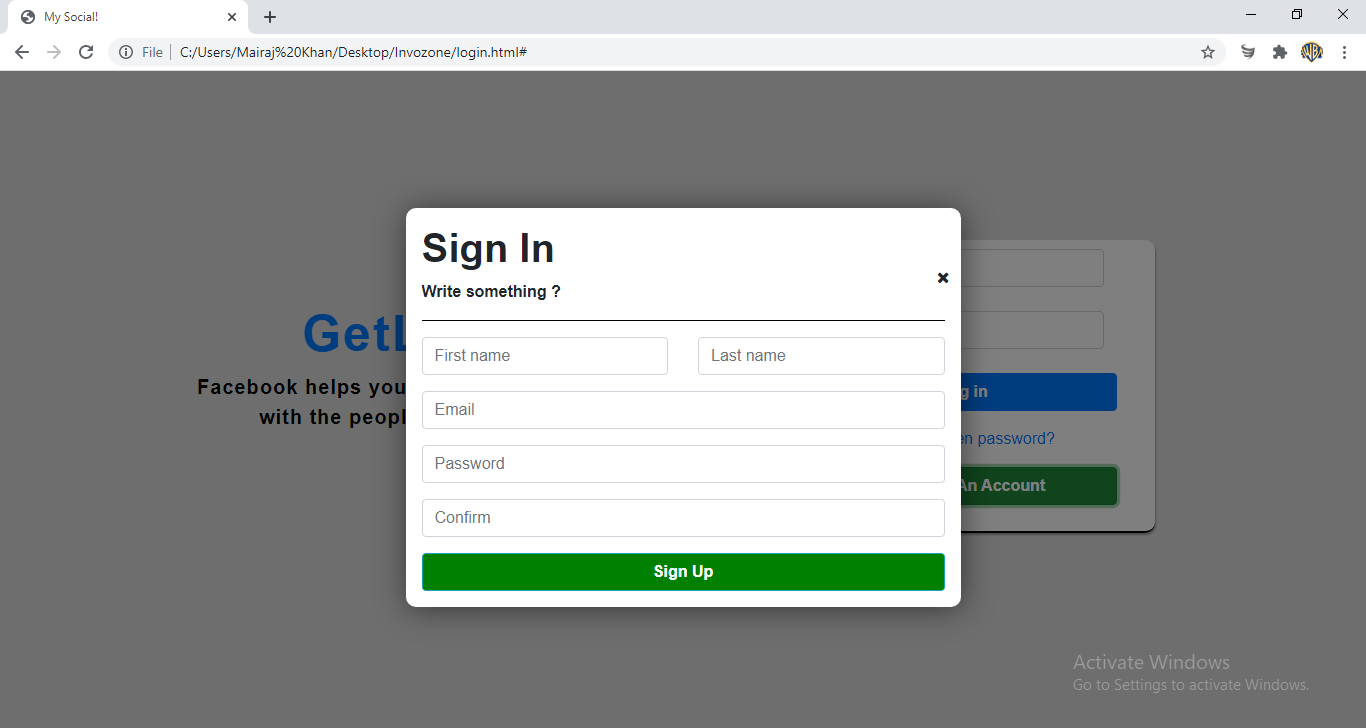 My Social!
File C:/Users/Mairaj%20Khan/Desktop/Invozone/login.html#
Sign In
Write something ?
First name Last name
Email
Password
Confirm
Sign Up
Get
Facebook helps you
with the
g in
en password?
An Account
Activate Windows
Go to Settings to activate Windows.